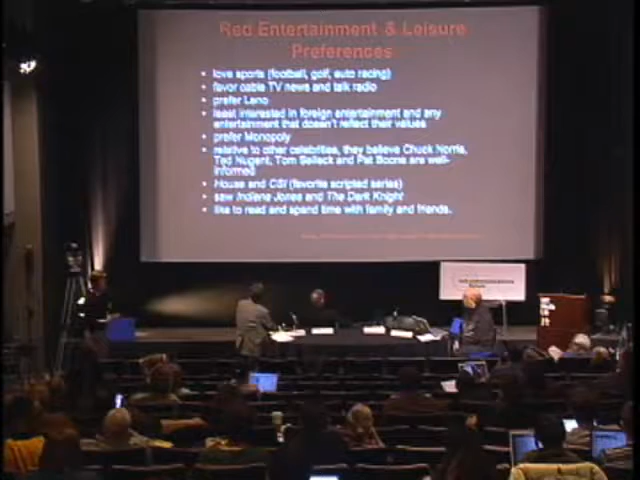 Red Entertainment & Leisure
Preferences
• love sports (football, golf, auto racing)
• favor cable TV news and talk radio
• prefer Leno
• least interested in foreign entertainment and any
entertainment that doesn't reflect their values
• prefer Monopoly
• relative to other celebrities, they believe Chuck Norris,
Ted Nugent, Tom Selleck and Pat Boone are well-
informed
• House and CSI (favorite scripted series)
• saw Indiana Jones and The Dark Knight
• like to read and spend time with family and friends.